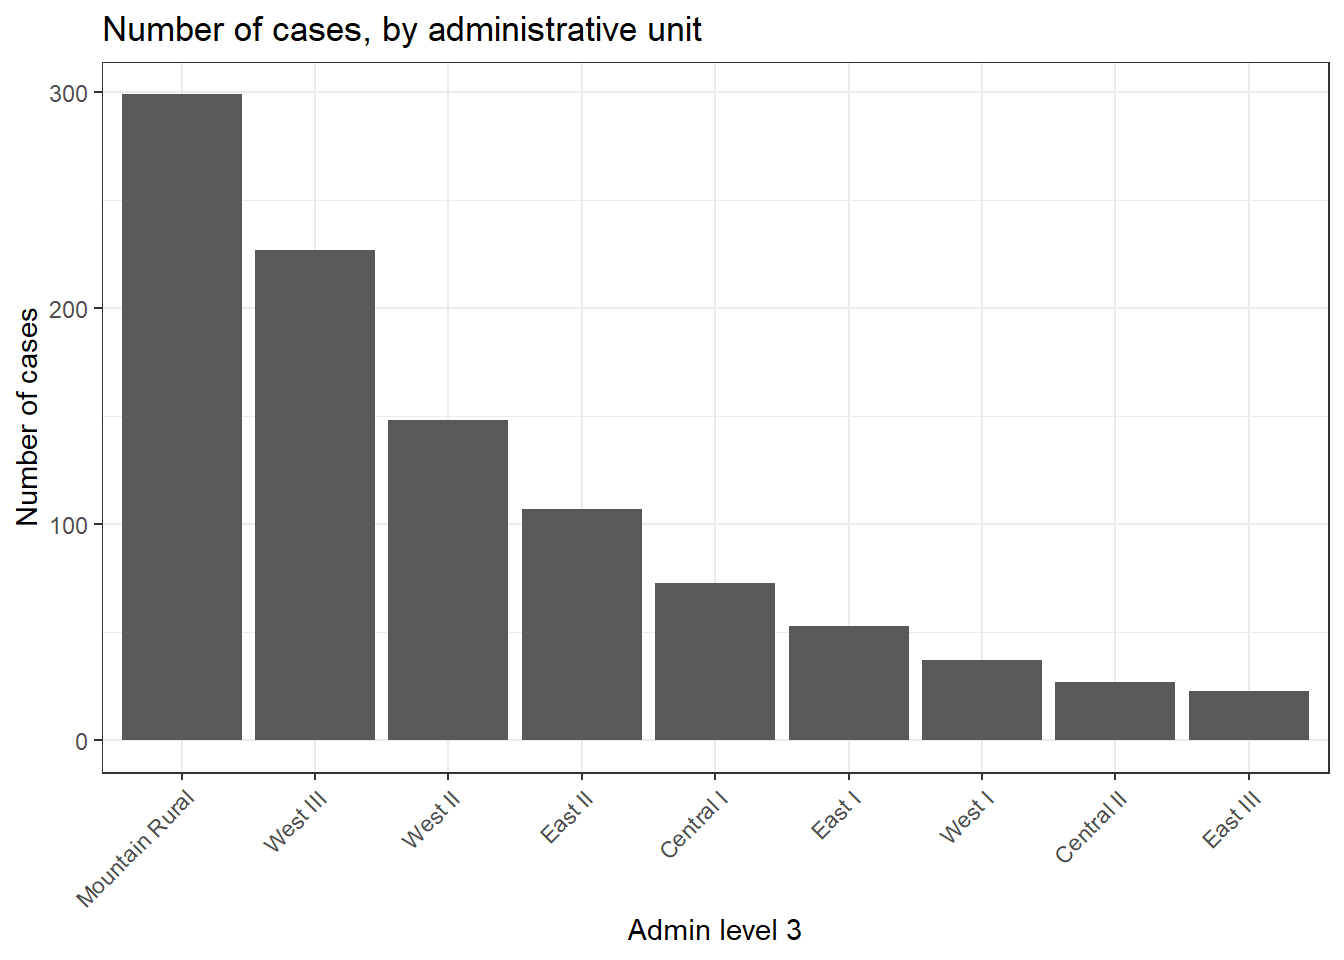 Number of cases, by administrative unit
Number of cases
300
200
100
0
Mountain Rural
West III
West II
East II
Central I
East I
West I
Central II
East III
Admin level 3